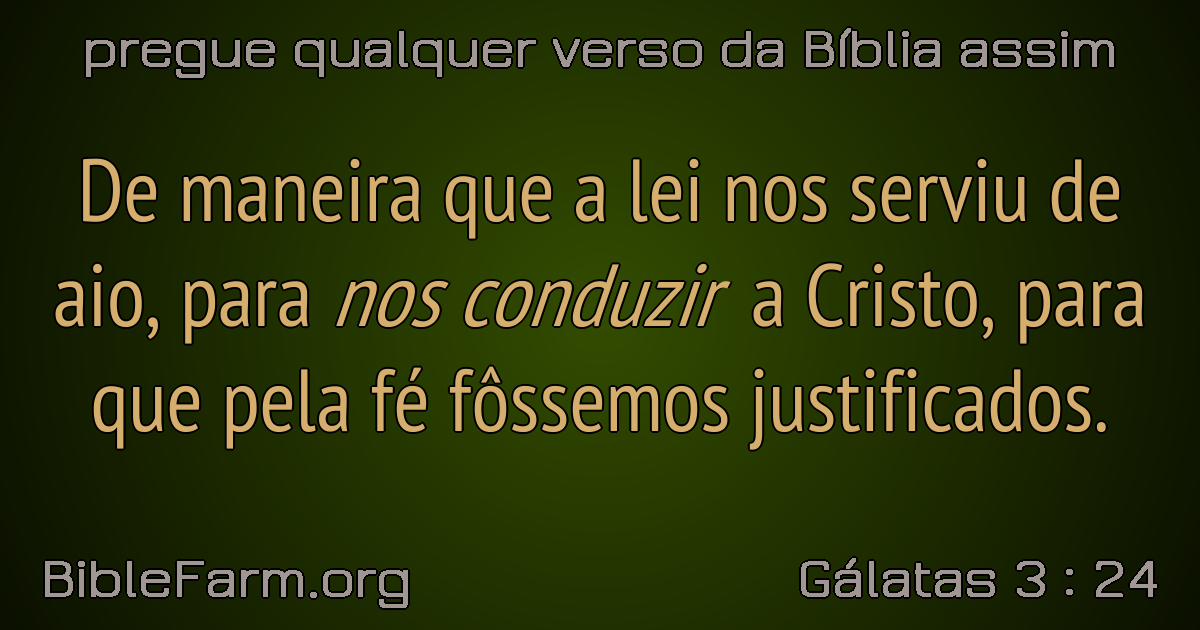 pregue qualquer verso da Bíblia assim
De maneira que a lei nos serviu de
aio, para nos conduzir a Cristo, para
que pela fé fôssemos justificados.
BibleFarm.org
Gálatas 3 : 24